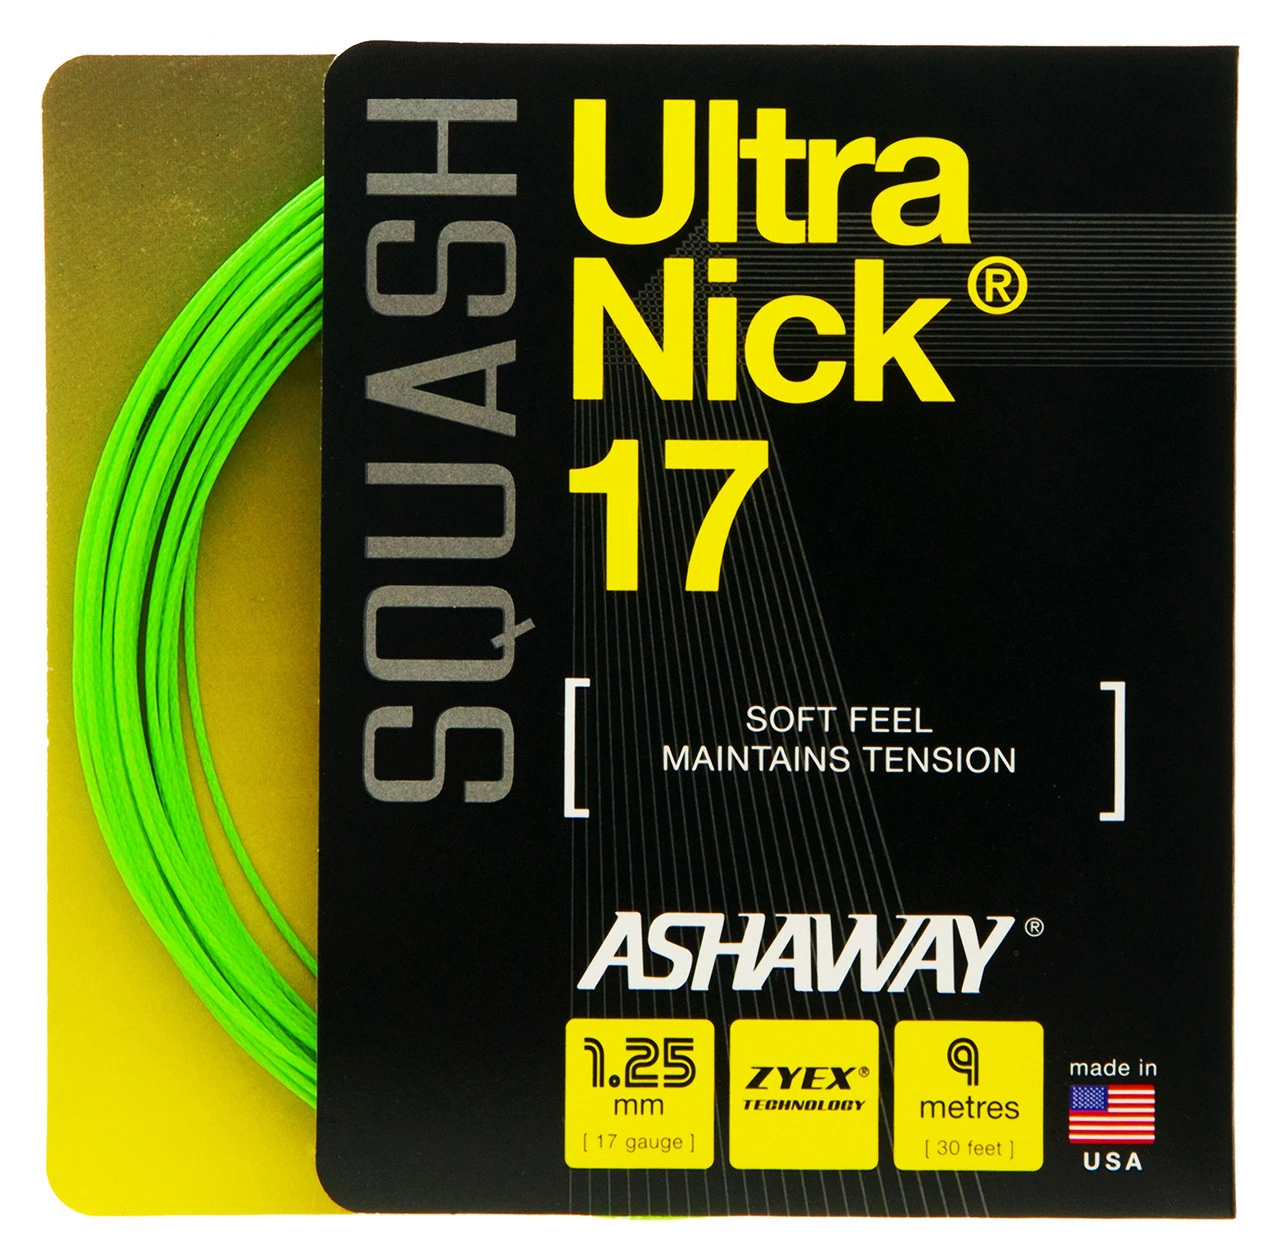 SQUASH
Ultra
Nick®
17
[ SOFT FEEL
MAINTAINS TENSION ]
ASHAWAY®
1.25
mm
[ 17 gauge ]
ZYEX®
TECHNOLOGY
9
metres
[ 30 feet ]
made in
USA